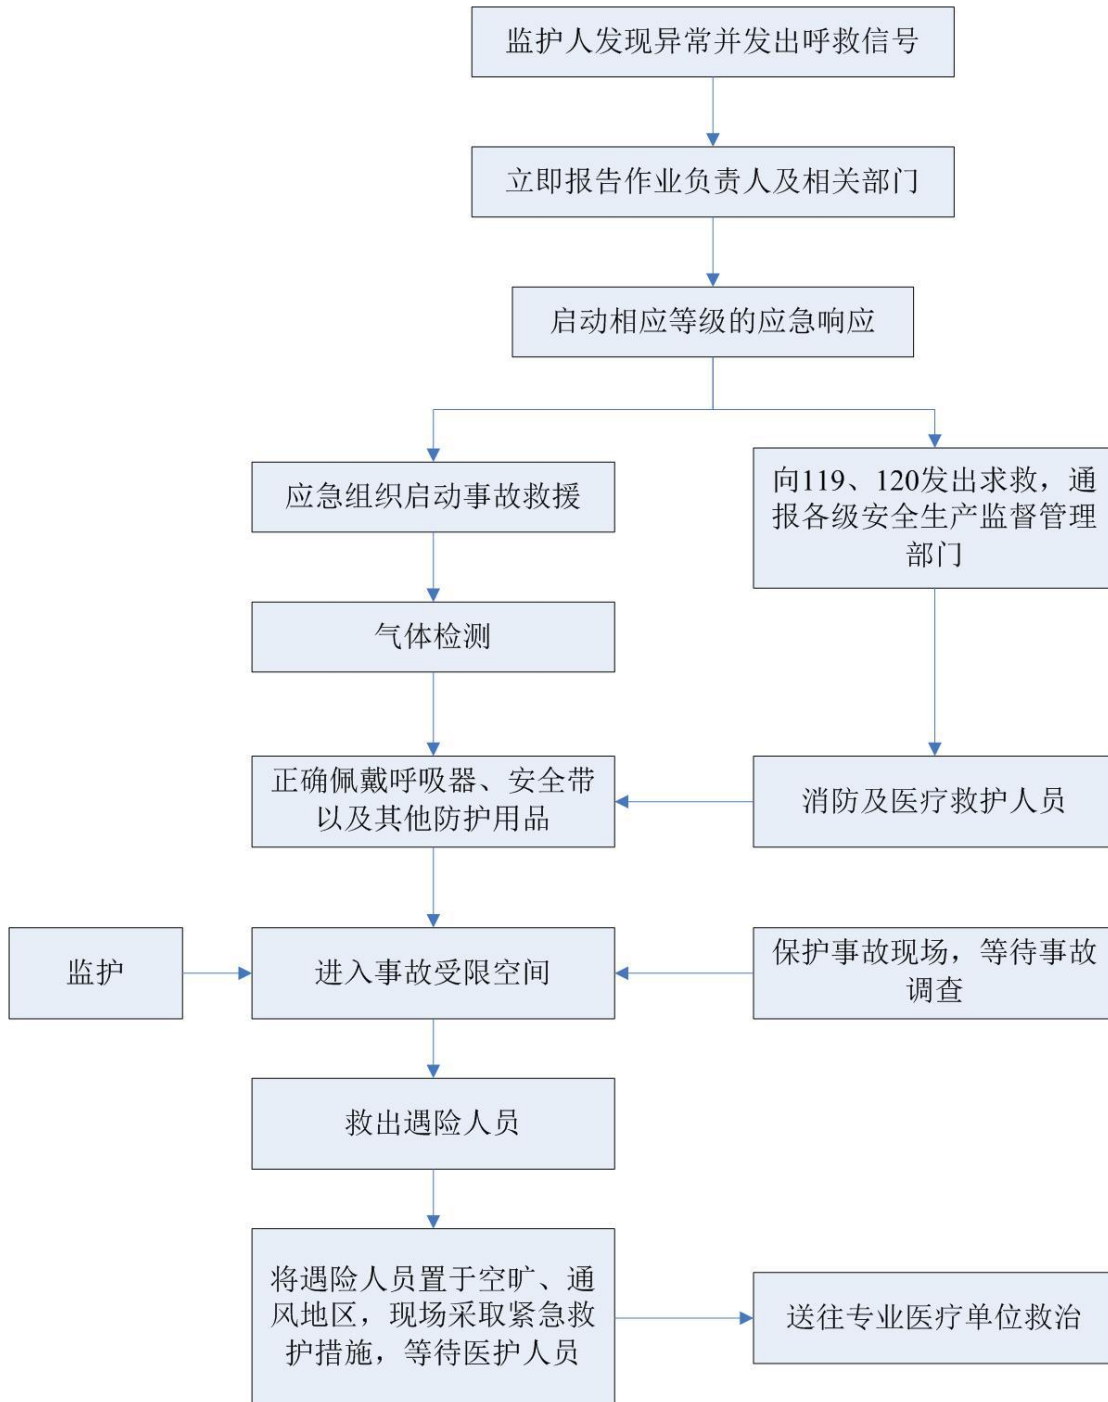 监护人发现异常并发出呼救信号
立即报告作业负责人及相关部门
启动相应等级的应急响应
应急组织启动事故救援
向119、120发出求救，通
报各级安全生产监督管理
部门
气体检测
正确佩戴呼吸器、安全带
以及其他防护用品
消防及医疗救护人员
监护
进入事故受限空间
保护事故现场，等待事故
调查
救出遇险人员
将遇险人员置于空旷、通
风地区，现场采取紧急救
护措施，等待医护人员
送往专业医疗单位救治